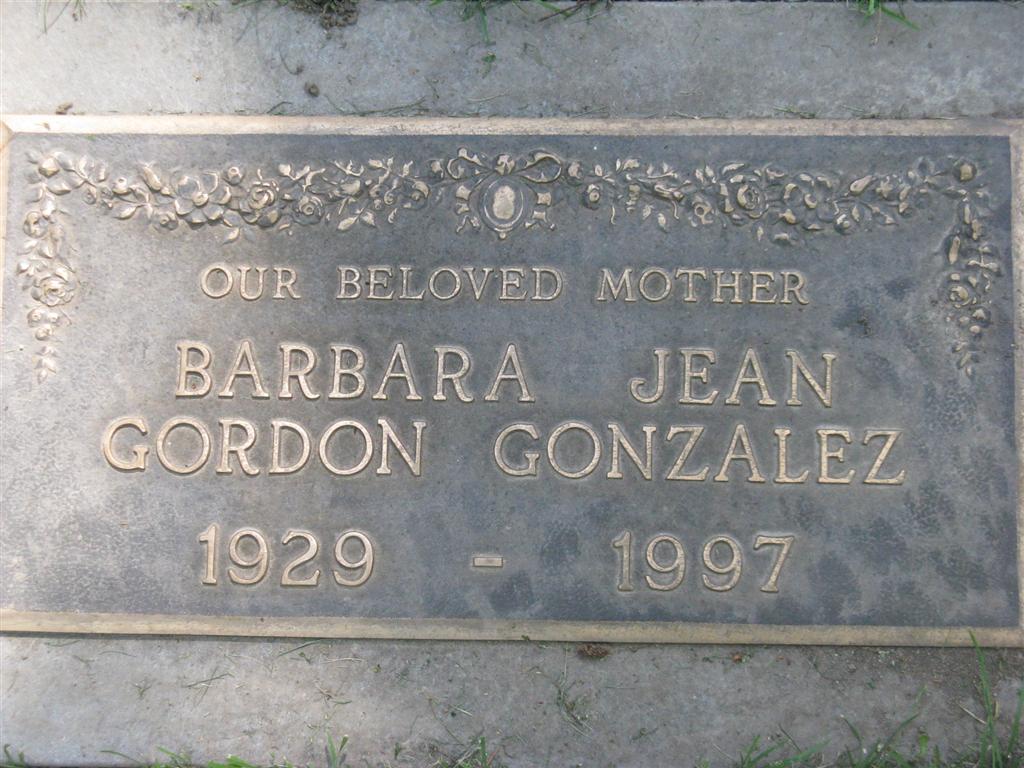 OUR BELOVED MOTHER
BARBARA JEAN
GORDON GONZALEZ
1929 - 1997